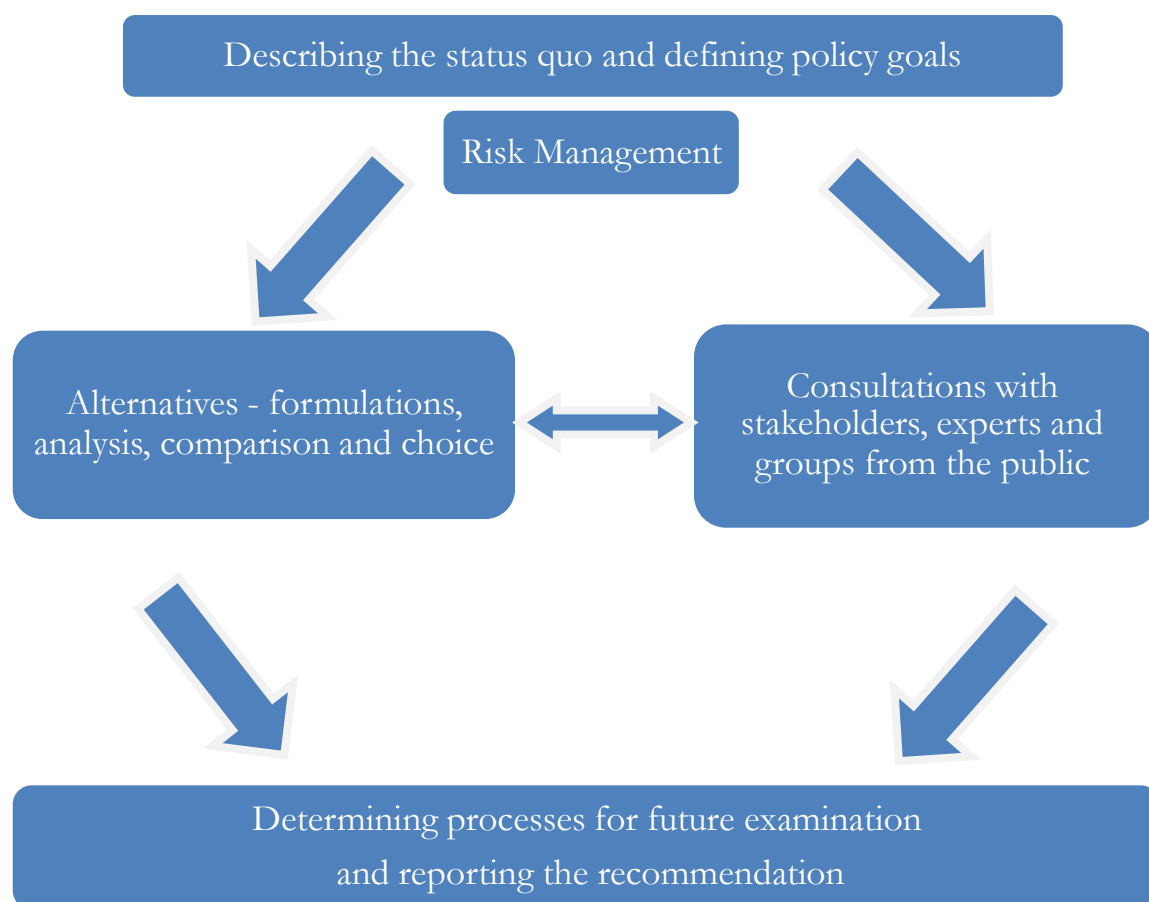 Describing the status quo and defining policy goals
Risk Management
Alternatives - formulations,
analysis, comparison and choice
Consultations with
stakeholders, experts and
groups from the public
Determining processes for future examination
and reporting the recommendation